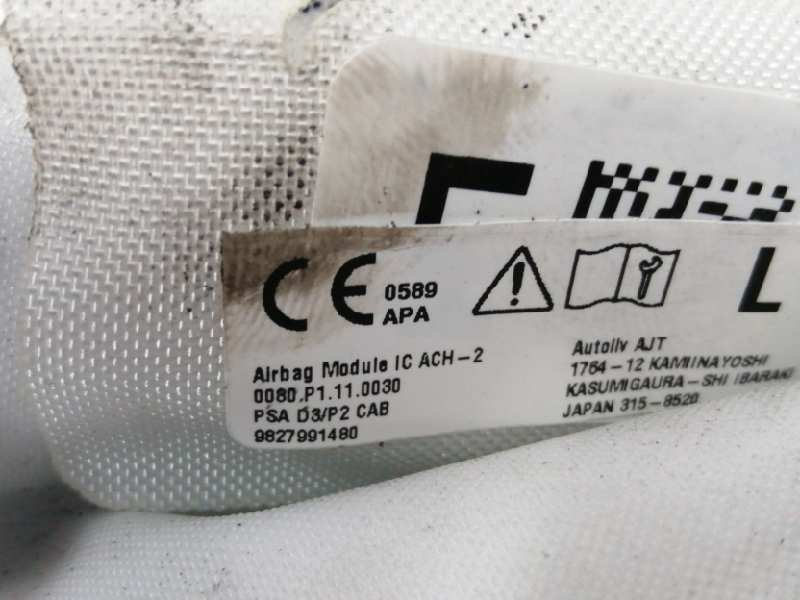 CE 0589
APA
L
Airbag Module IC ACH-2
0080.P1.11.0030
PSA D3/P2 CAB
9827991480
Autoliv AJT
1764-12 KAMIINAYOSHI
KASUMIGAURA-SHI IBARAKI
JAPAN 315-8520